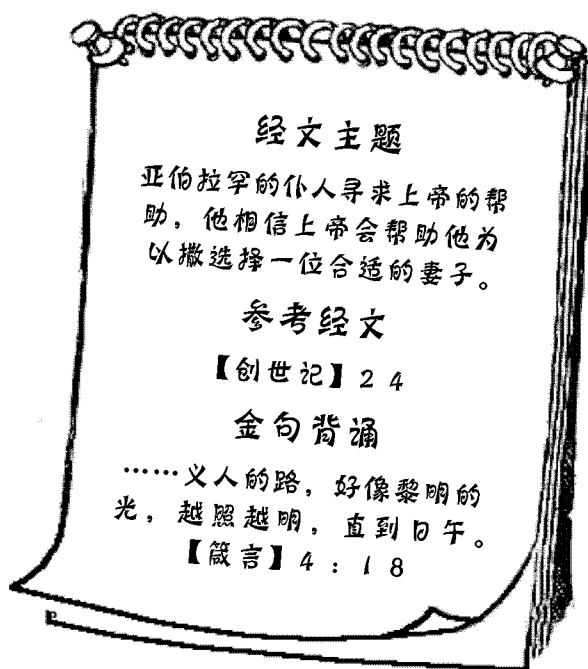 经文主题
亚伯拉罕的仆人寻求上帝的帮
助，他相信上帝会帮助他为
以撒选择一位合适的妻子。
参考经文
【创世记】24
金句背诵
……义人的路，好像黎明的
光，越照越明，直到日午。
【箴言】4：18